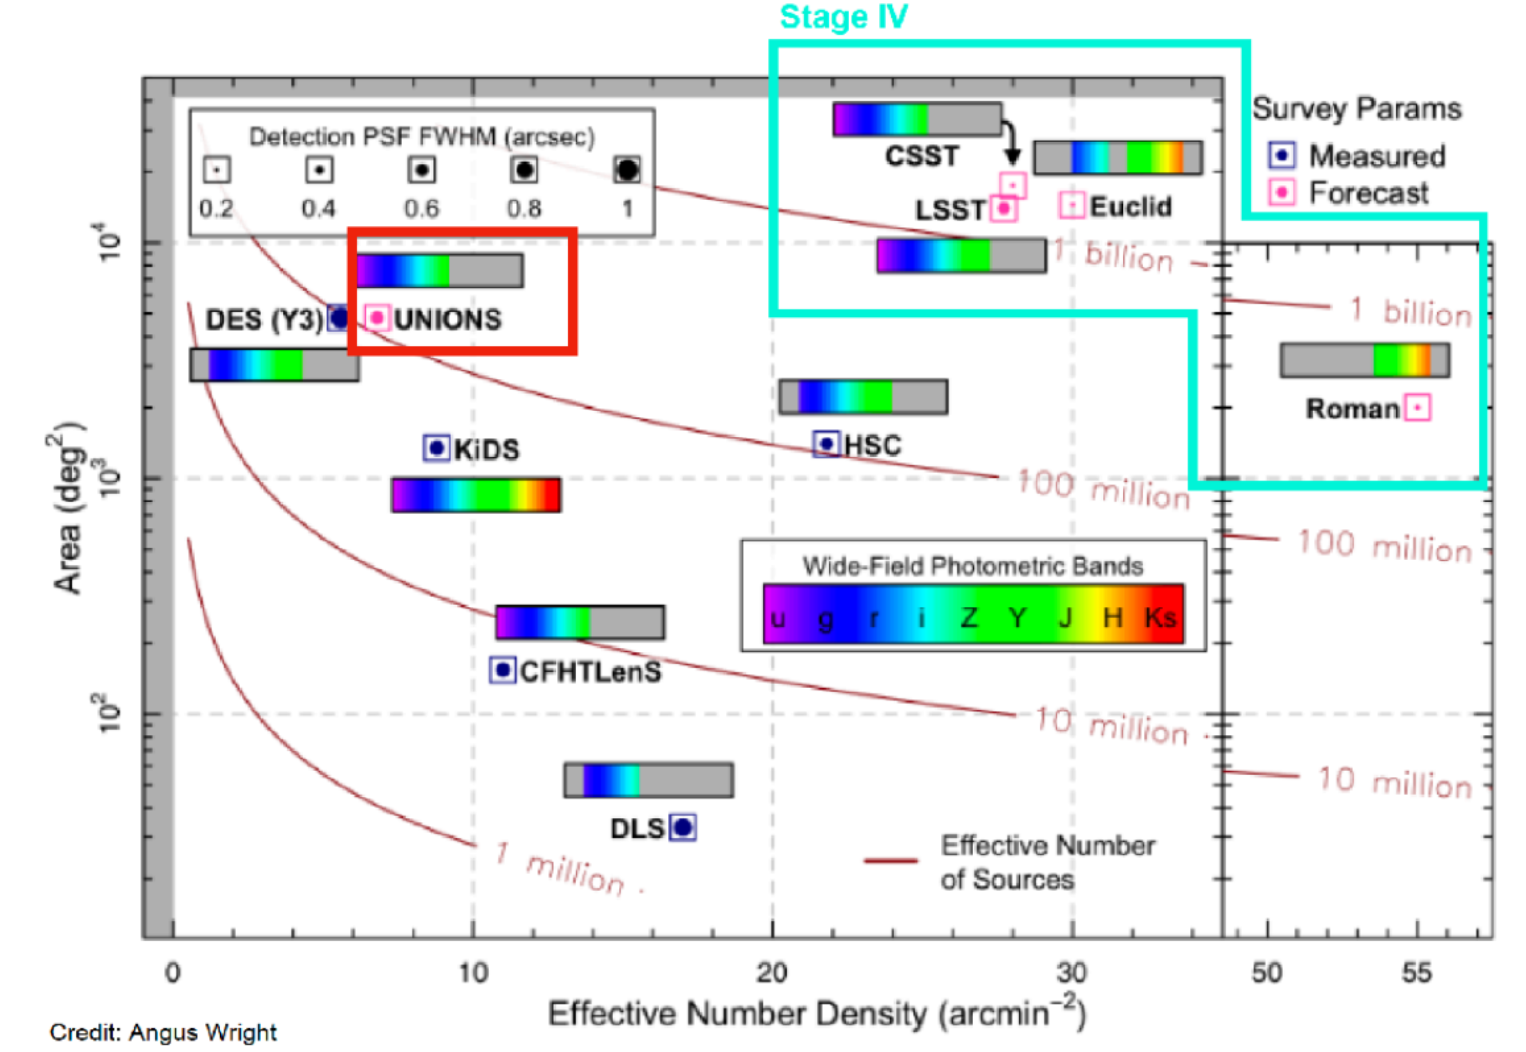 Stage IV
Detection PSF FWHM (arcsec)
0.2 0.4 0.6 0.8 1
CSST
Survey Params
Measured
Forecast
LSST
Euclid
10⁴
1 billion
DES (Y3)
UNIONS
1 billion
Roman
KiDS
HSC
10³
100 million
100 million
Wide-Field Photometric Bands
u g r i Z Y J H Ks
CFHTLenS
10²
10 million
10 million
DLS
1 million
Effective Number
of Sources
Area (deg²)
0 10 20 30 50 55
Effective Number Density (arcmin⁻²)
Credit: Angus Wright